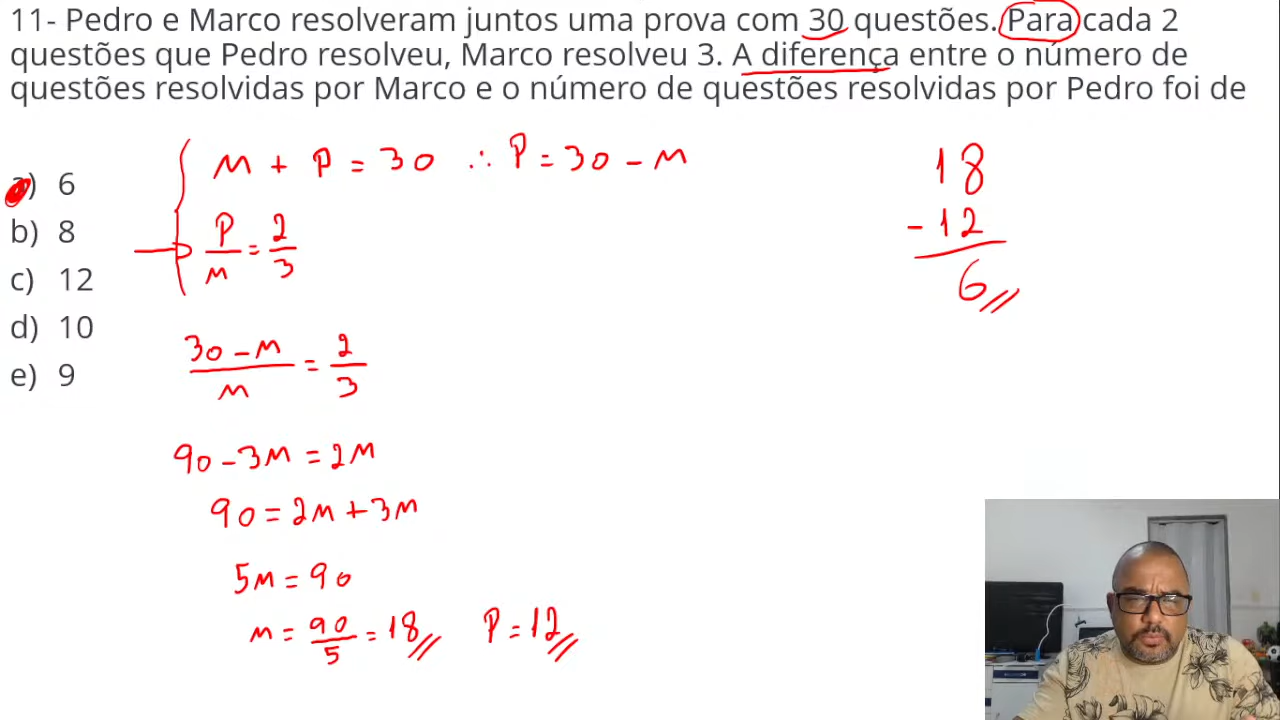 11- Pedro e Marco resolveram juntos uma prova com 30 questões. Para cada 2
questões que Pedro resolveu, Marco resolveu 3. A diferença entre o número de
questões resolvidas por Marco e o número de questões resolvidas por Pedro foi de
a) 6
b) 8
c) 12
d) 10
e) 9
M + P = 30 ∴ P = 30 - M
P/M = 2/3
(30 - M)/M = 2/3
90 - 3M = 2M
90 = 2M + 3M
5M = 90
M = 90/5 = 18 P = 12
18
- 12
6